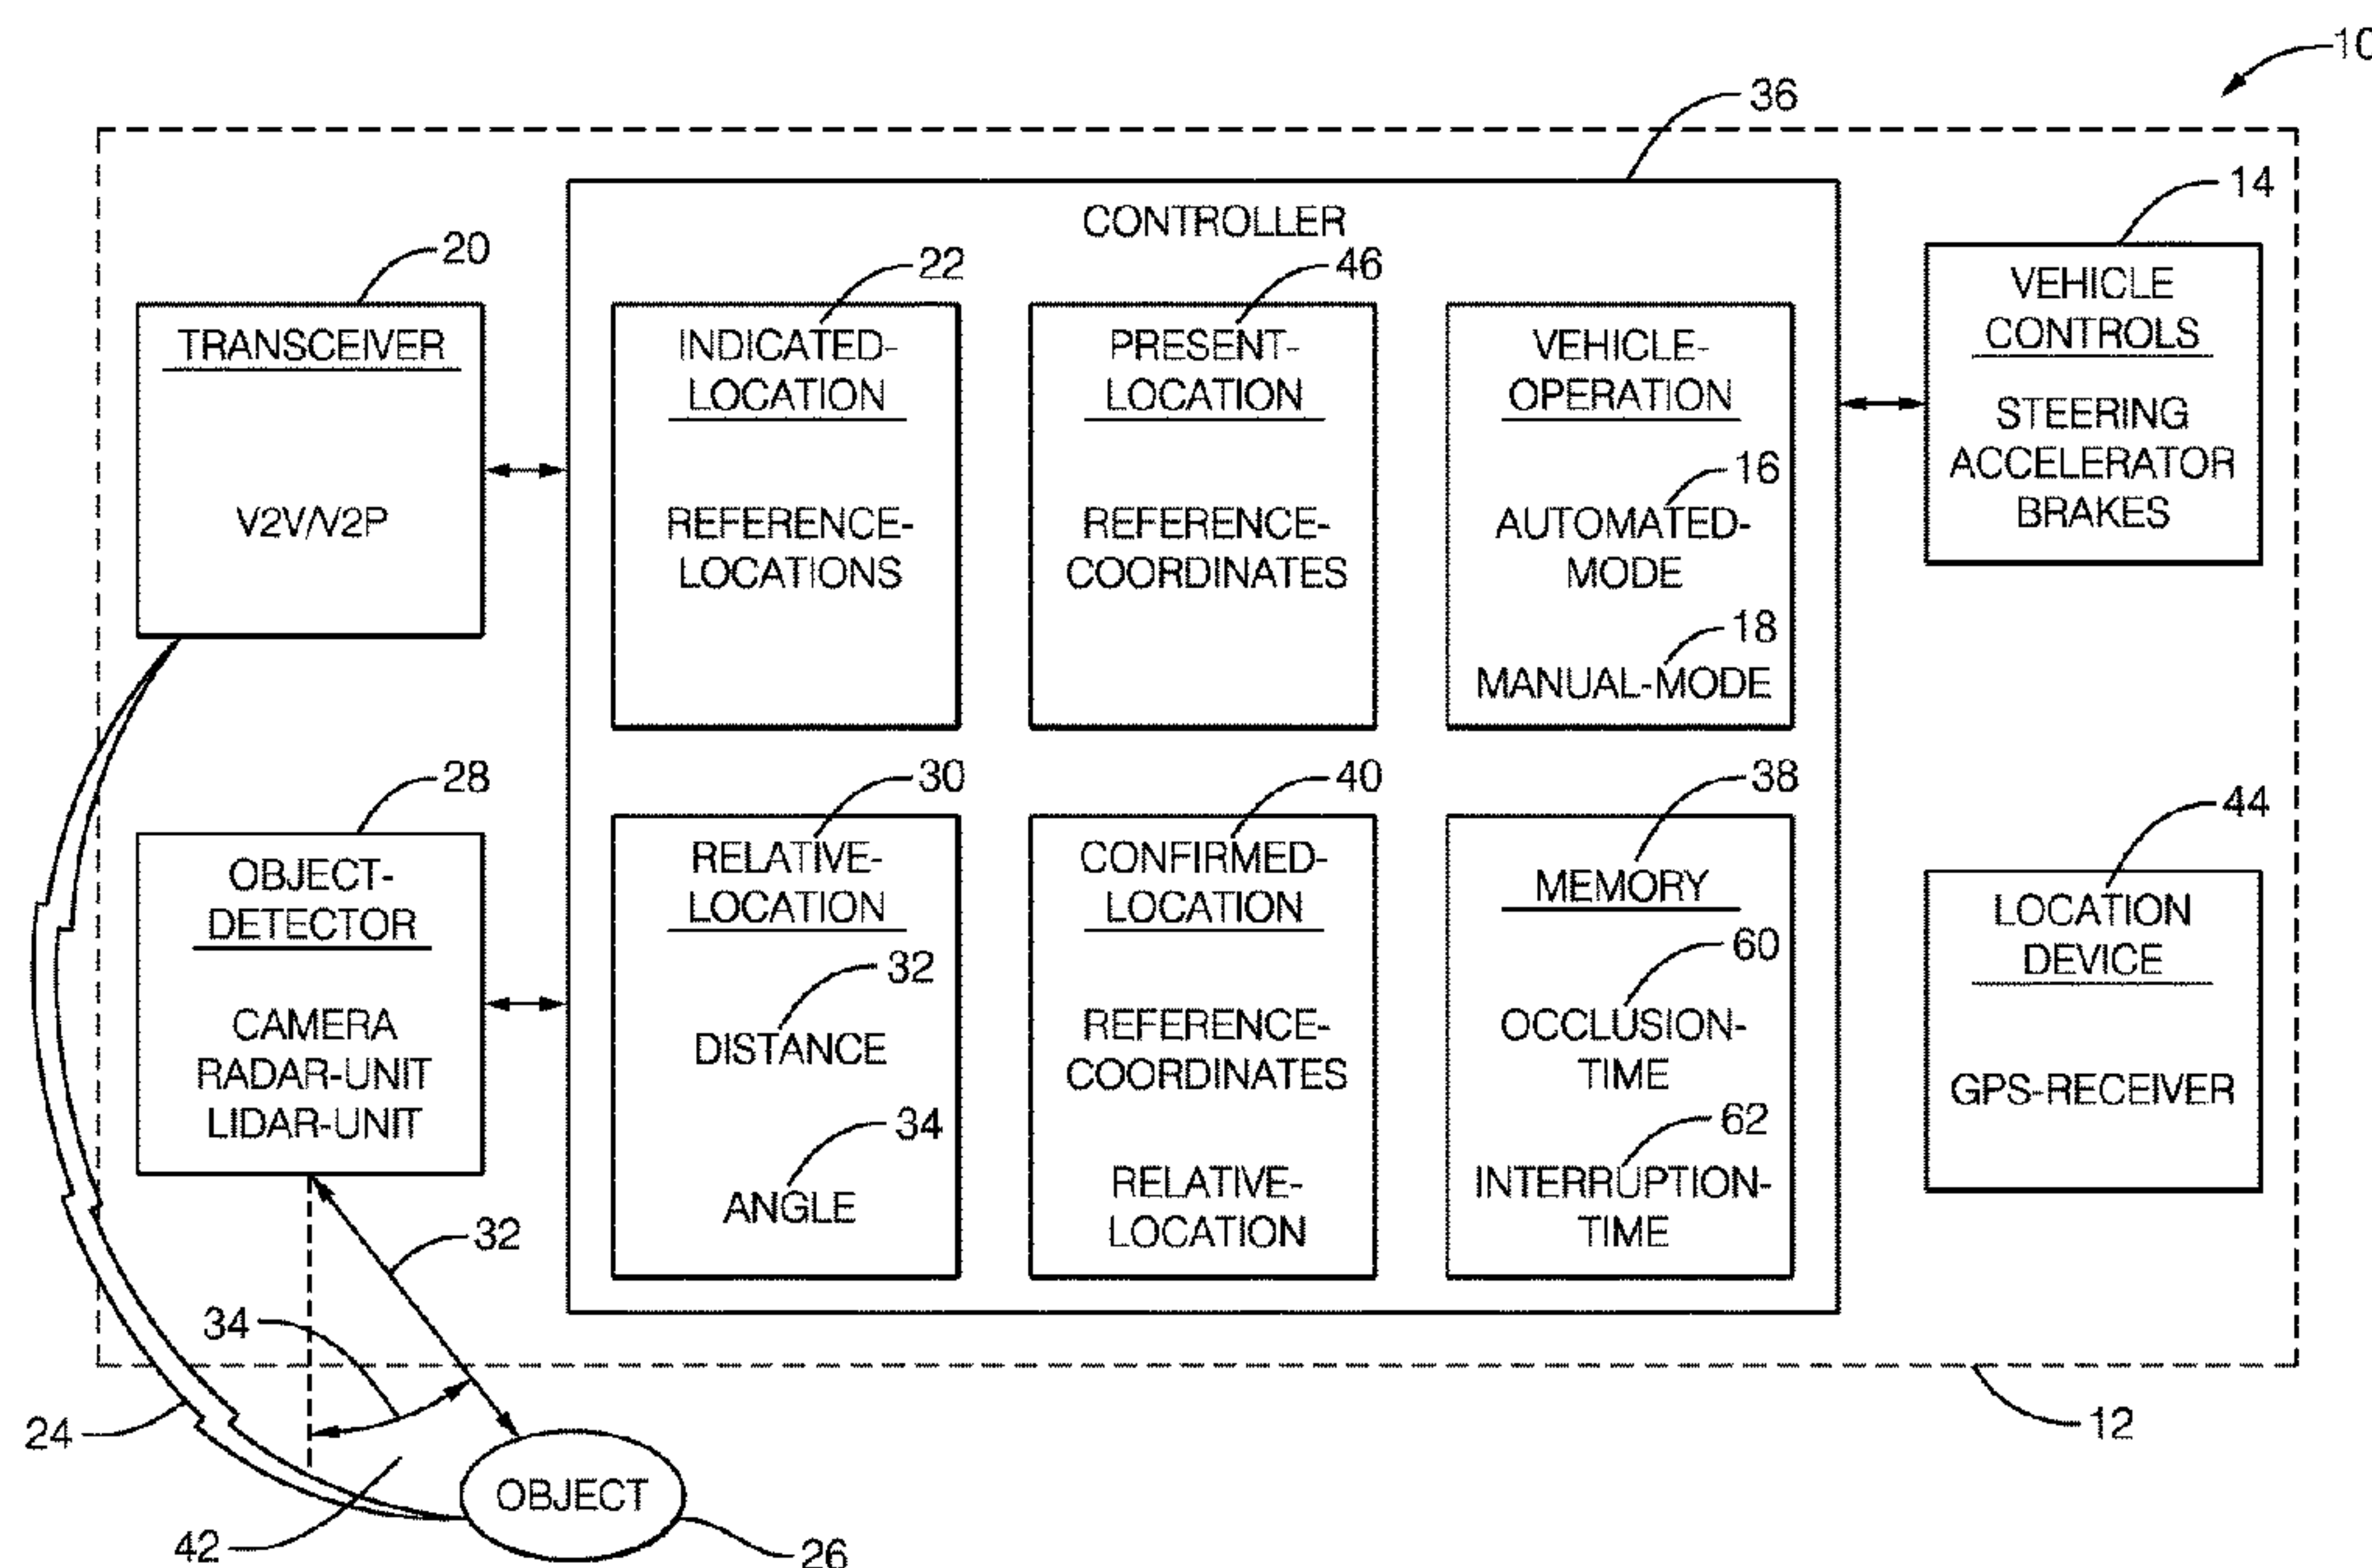 10
36
CONTROLLER
14
VEHICLE
CONTROLS
STEERING
ACCELERATOR
BRAKES
20
TRANSCEIVER
V2V/V2P
22
INDICATED-
LOCATION
REFERENCE-
LOCATIONS
46
PRESENT-
LOCATION
REFERENCE-
COORDINATES
VEHICLE-
OPERATION
16
AUTOMATED-
MODE
18
MANUAL-MODE
28
OBJECT-
DETECTOR
CAMERA
RADAR-UNIT
LIDAR-UNIT
30
RELATIVE-
LOCATION
32
DISTANCE
34
ANGLE
40
CONFIRMED-
LOCATION
REFERENCE-
COORDINATES
RELATIVE-
LOCATION
38
MEMORY
60
OCCLUSION-
TIME
62
INTERRUPTION-
TIME
44
LOCATION
DEVICE
GPS-RECEIVER
32
34
24
12
OBJECT
42
26